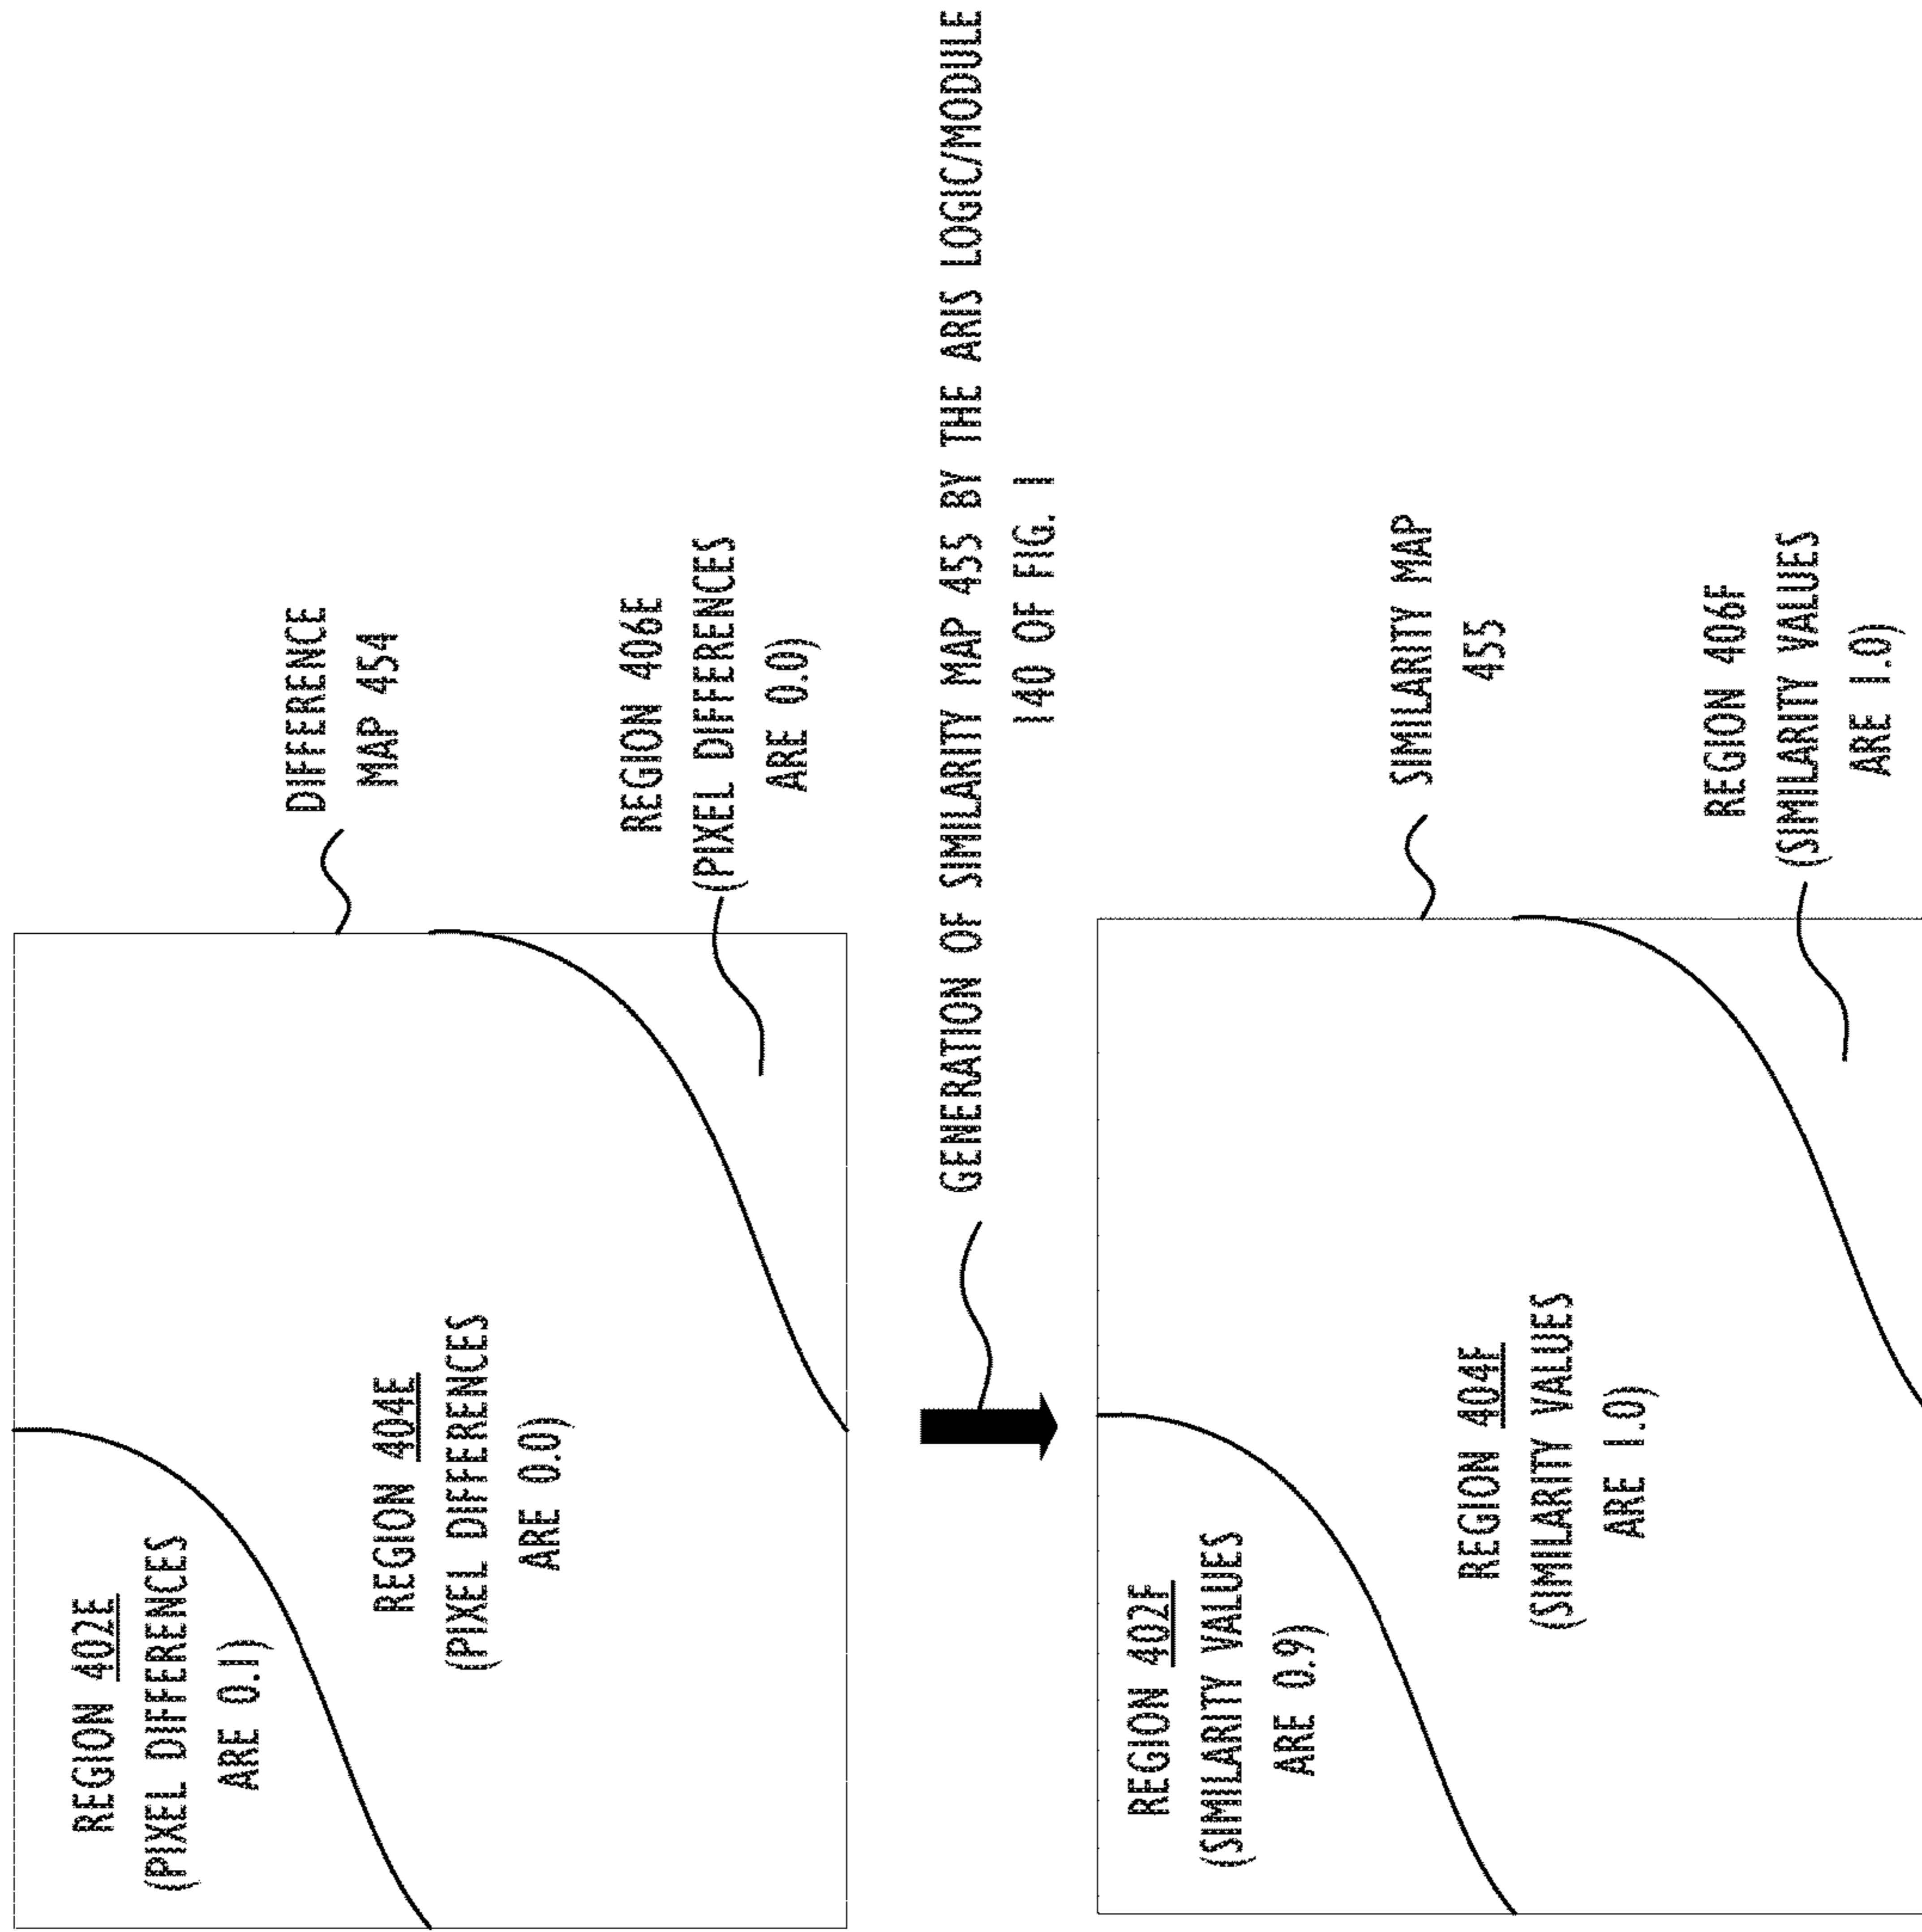 REGION 402E
(PIXEL DIFFERENCES
ARE 0.1)
REGION 404E
(PIXEL DIFFERENCES
ARE 0.0)
DIFFERENCE
MAP 454
REGION 406E
(PIXEL DIFFERENCES
ARE 0.0)
GENERATION OF SIMILARITY MAP 455 BY THE ARIS LOGIC/MODULE
140 OF FIG. 1
REGION 402F
(SIMILARITY VALUES
ARE 0.9)
REGION 404F
(SIMILARITY VALUES
ARE 1.0)
SIMILARITY MAP
455
REGION 406F
(SIMILARITY VALUES
ARE 1.0)